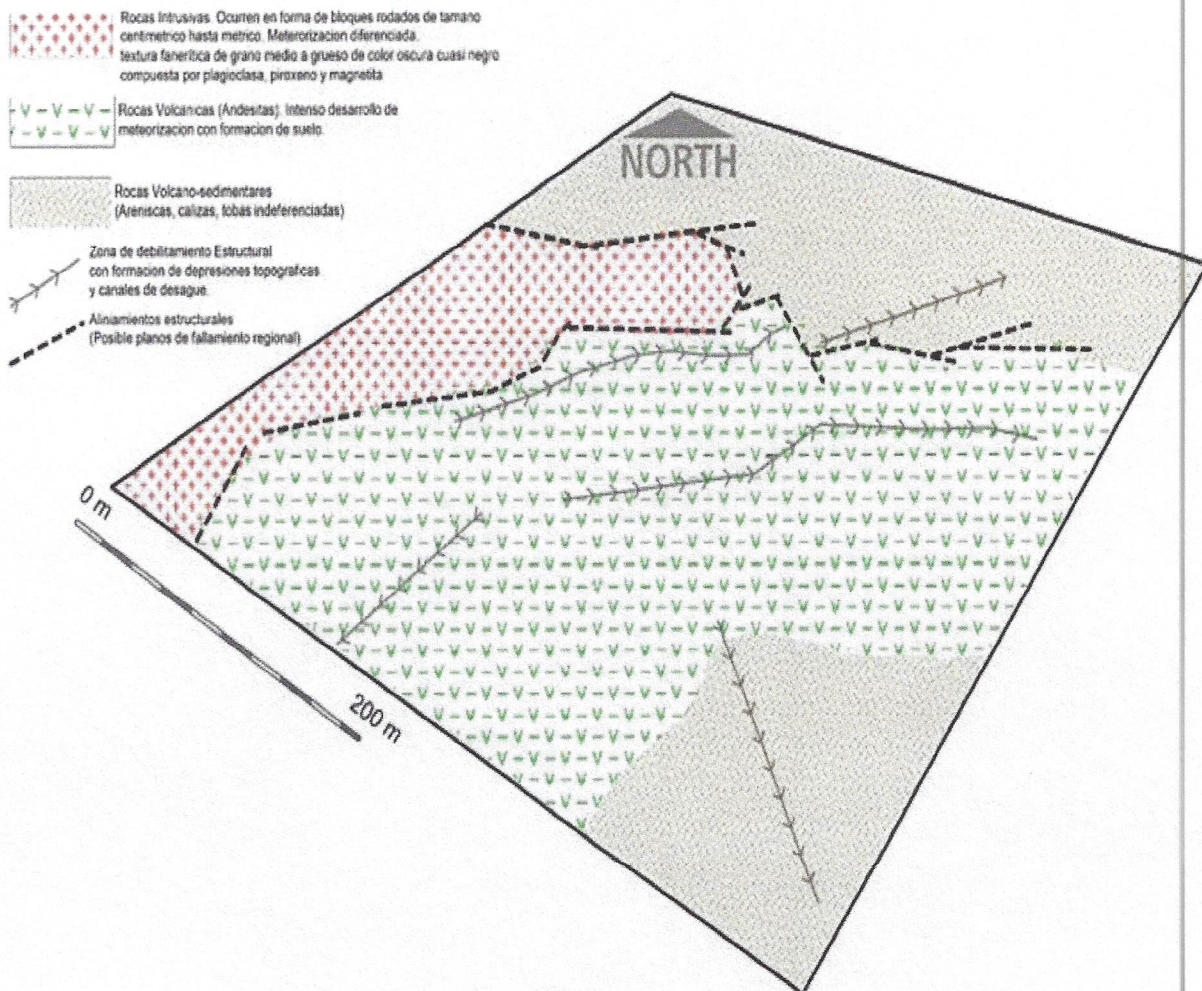 Rocas Intrusivas. Ocurren en forma de bloques rodados de tamano
centimetrico hasta metrico. Meterorizacion diferenciada.
textura fanerítica de grano medio a grueso de color oscura cuasi negro
compuesta por plagioclasa, piroxeno y magnetita
Rocas Volcanicas (Andesitas). Intenso desarrollo de
meteorizacion con formacion de suelo.
Rocas Volcano-sedimentares
(Areniscas, calizas, tobas indeferenciadas)
Zona de debilitamiento Estructural
con formacion de depresiones topograficas
y canales de desague.
Aliniamientos estructurales
(Posible planos de fallamiento regional)
NORTH
0 m
200 m